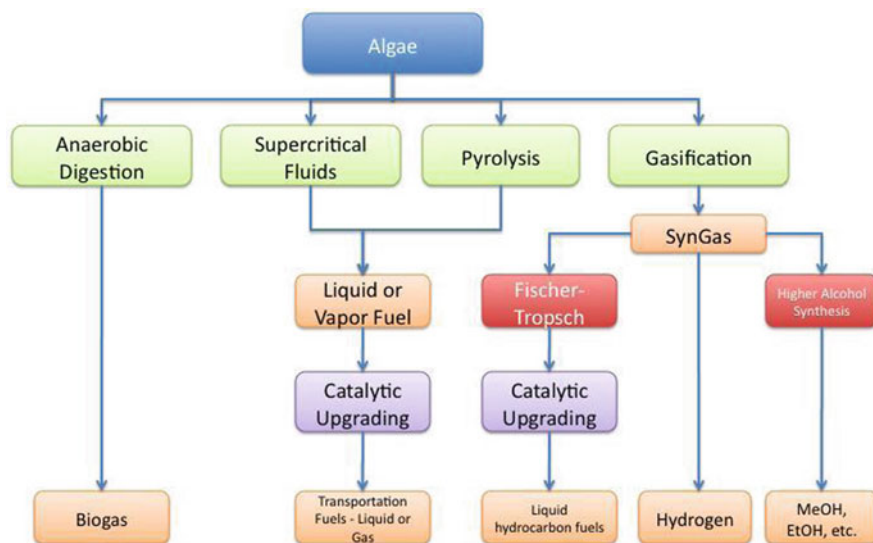 Algae
Anaerobic
Digestion
Supercritical
Fluids
Pyrolysis
Gasification
SynGas
Liquid or
Vapor Fuel
Fischer-
Tropsch
Higher Alcohol
Synthesis
Catalytic
Upgrading
Catalytic
Upgrading
Biogas
Transportation
Fuels - Liquid or
Gas
Liquid
hydrocarbon fuels
Hydrogen
MeOH,
EtOH, etc.